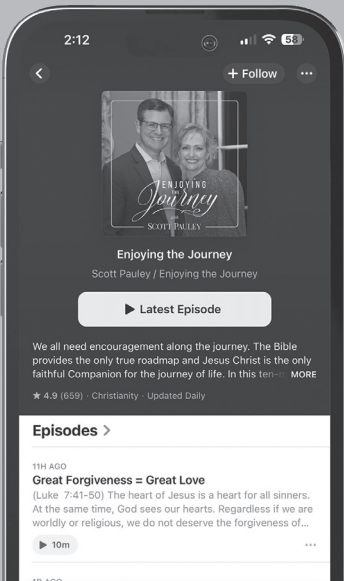 2:12
58
+ Follow
ENJOYING
THE
Journey
with
SCOTT PAULEY
Enjoying the Journey
Scott Pauley / Enjoying the Journey
Latest Episode
We all need encouragement along the journey. The Bible
provides the only true roadmap and Jesus Christ is the only
faithful Companion for the journey of life. In this ten-m MORE
★ 4.9 (659) · Christianity · Updated Daily
Episodes >
11H AGO
Great Forgiveness = Great Love
(Luke 7:41-50) The heart of Jesus is a heart for all sinners.
At the same time, God sees our hearts. Regardless if we are
worldly or religious, we do not deserve the forgiveness of...
10m
1D AGO